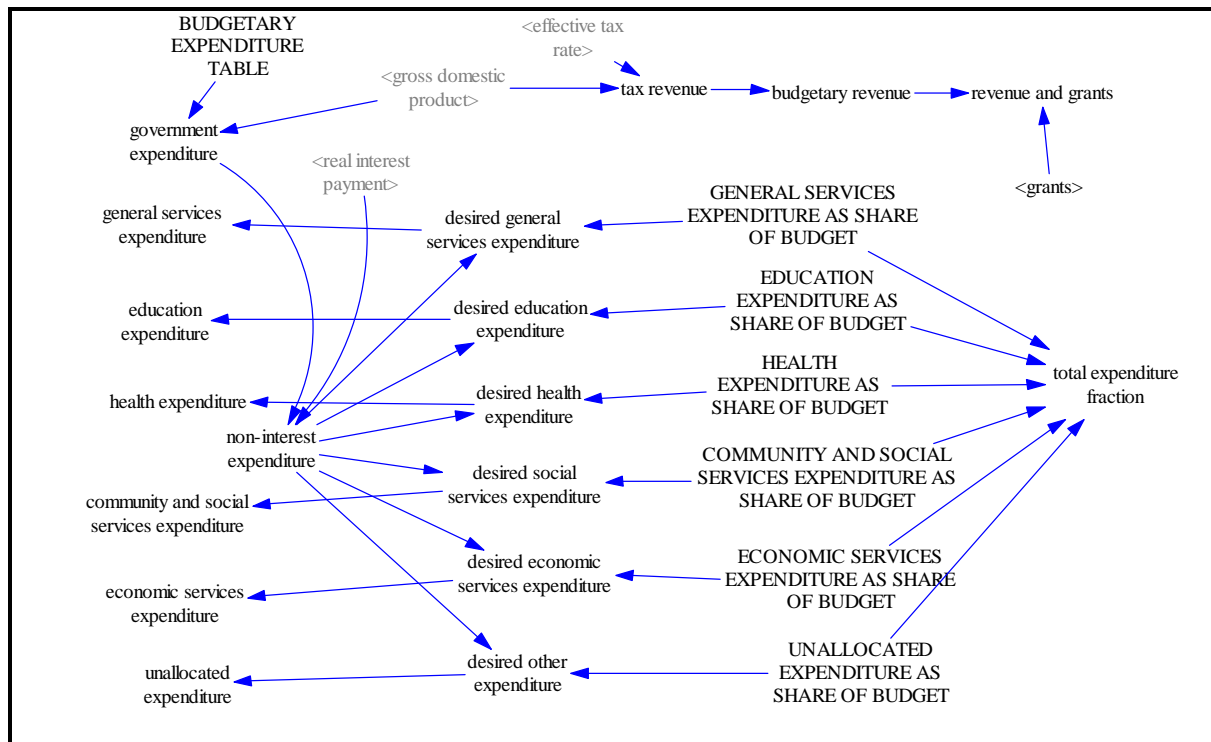 BUDGETARY
EXPENDITURE
TABLE
<effective tax
rate>
<gross domestic
product>
tax revenue
budgetary revenue
revenue and grants
government
expenditure
<real interest
payment>
<grants>
general services
expenditure
desired general
services expenditure
GENERAL SERVICES
EXPENDITURE AS SHARE
OF BUDGET
education
expenditure
desired education
expenditure
EDUCATION
EXPENDITURE AS
SHARE OF BUDGET
health expenditure
desired health
expenditure
HEALTH
EXPENDITURE AS
SHARE OF BUDGET
total expenditure
fraction
non-interest
expenditure
community and social
services expenditure
desired social
services expenditure
COMMUNITY AND SOCIAL
SERVICES EXPENDITURE AS
SHARE OF BUDGET
economic services
expenditure
desired economic
services expenditure
ECONOMIC SERVICES
EXPENDITURE AS SHARE
OF BUDGET
unallocated
expenditure
desired other
expenditure
UNALLOCATED
EXPENDITURE AS
SHARE OF BUDGET